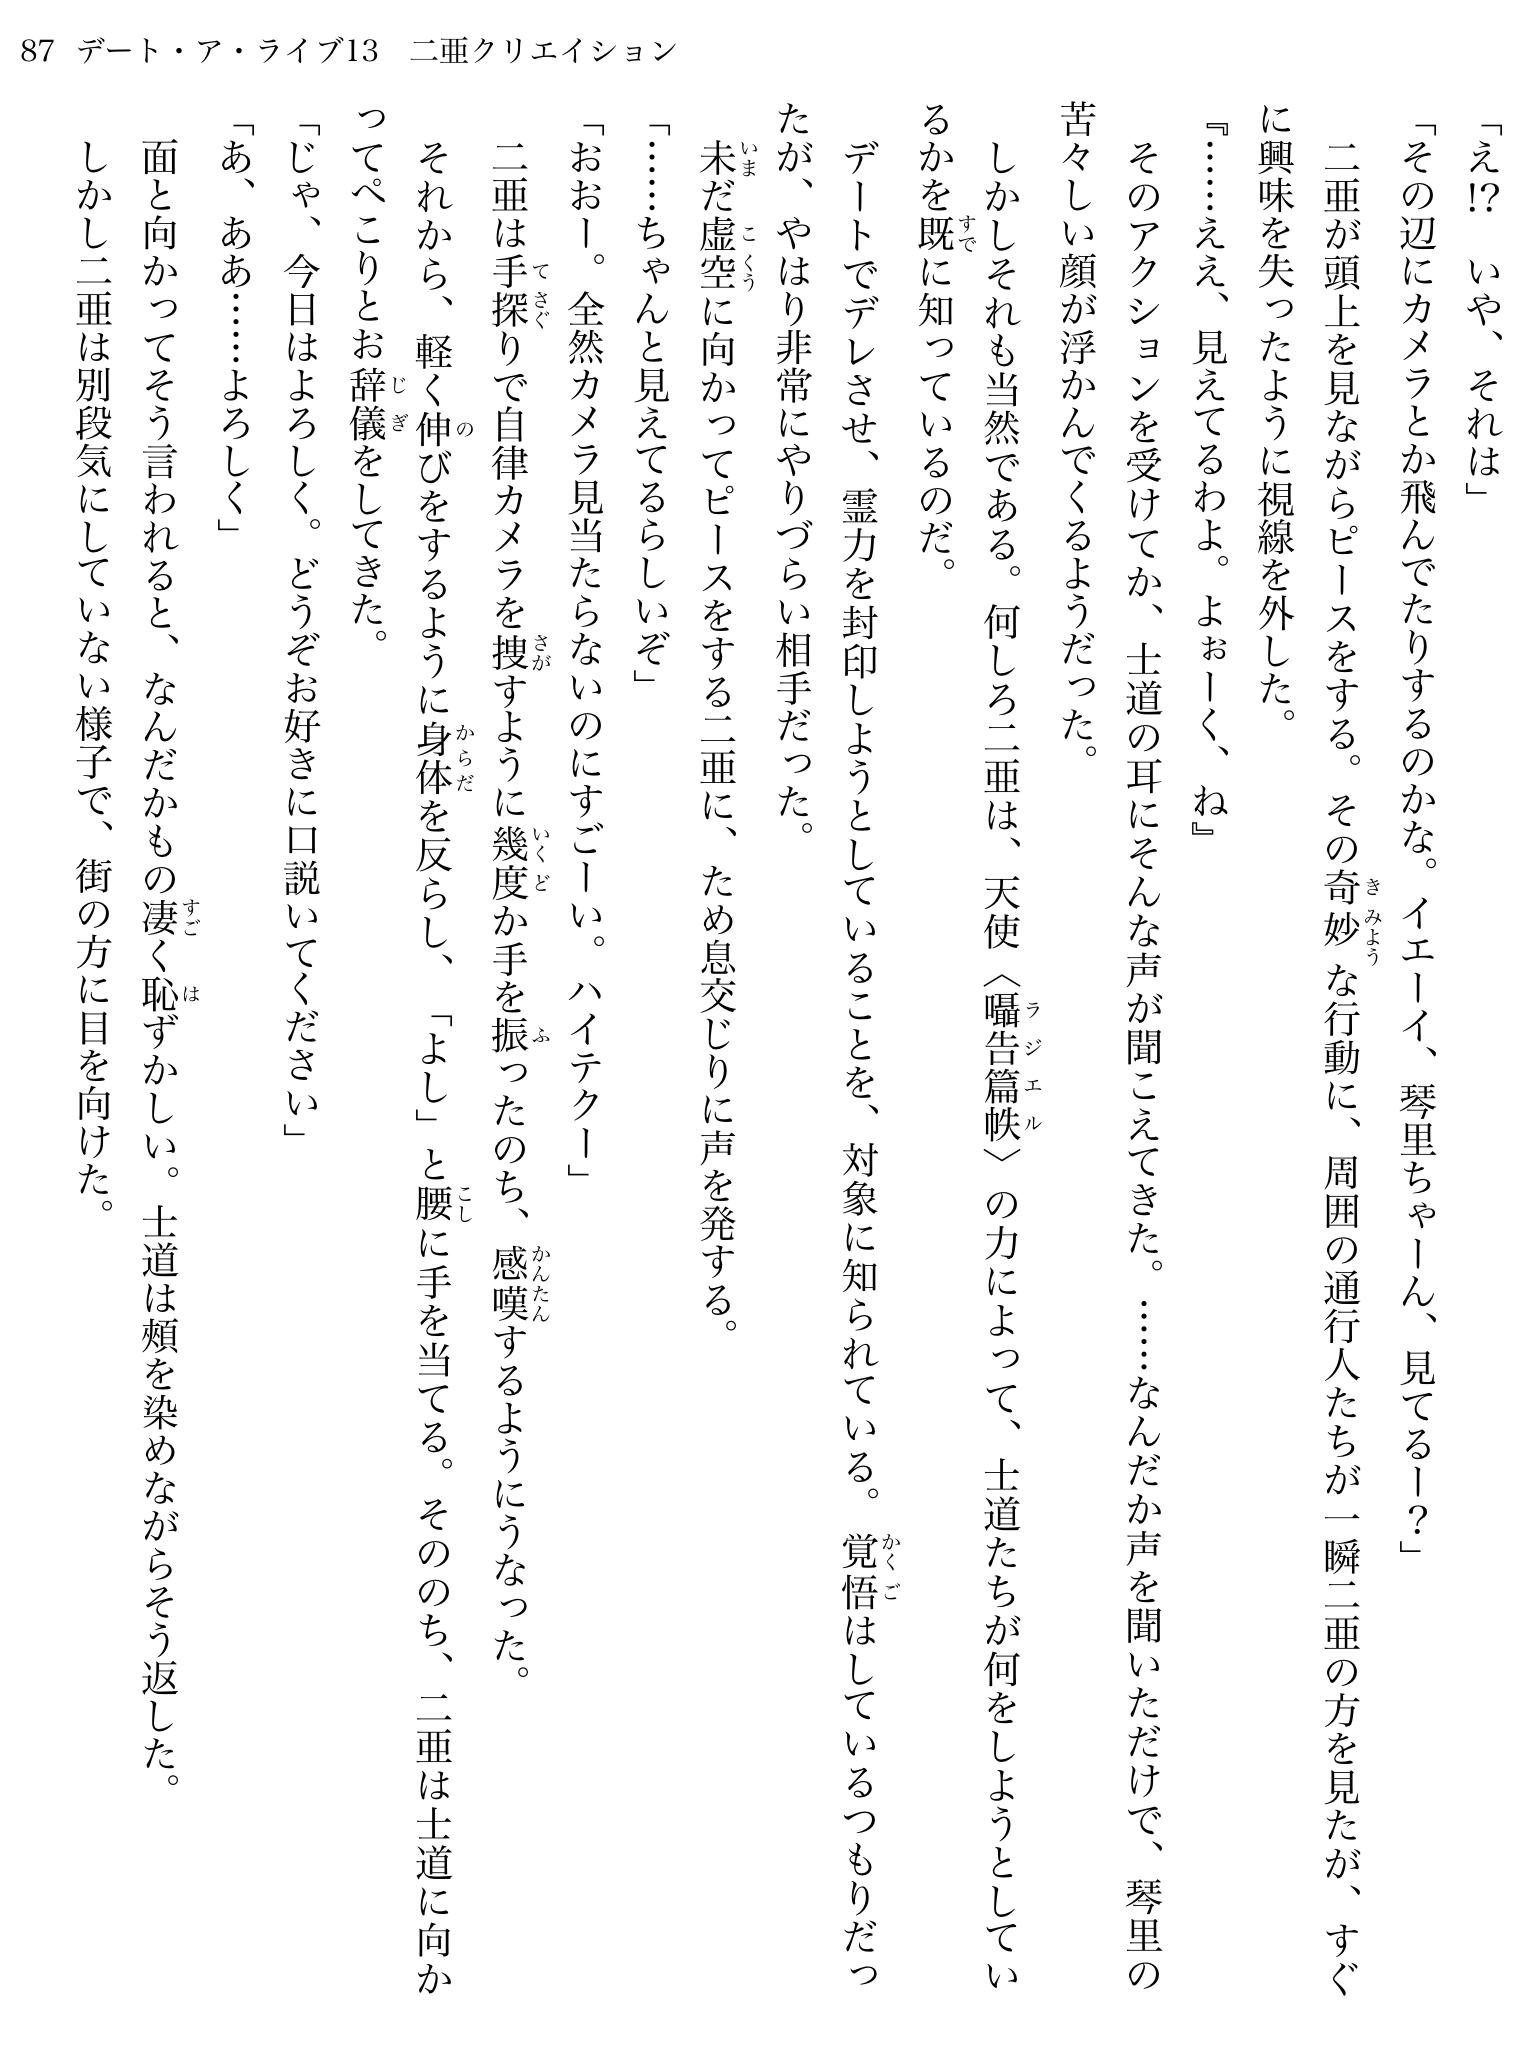 87 デート・ア・ライブ13　二亜クリエイション
「え!?　いや、それは」
「その辺にカメラとか飛んでたりするのかな。イエーイ、琴里ちゃーん、見てるー？」
　二亜が頭上を見ながらピースをする。その奇妙な行動に、周囲の通行人たちが一瞬二亜の方を見たが、すぐ
に興味を失ったように視線を外した。
『……ええ、見えてるわよ。よぉーく、ね』
　そのアクションを受けてか、士道の耳にそんな声が聞こえてきた。……なんだか声を聞いただけで、琴里の
苦々しい顔が浮かんでくるようだった。
　しかしそれも当然である。何しろ二亜は、天使〈囁告篇帙〉の力によって、士道たちが何をしようとしてい
るかを既に知っているのだ。
　デートでデレさせ、霊力を封印しようとしていることを、対象に知られている。覚悟はしているつもりだっ
たが、やはり非常にやりづらい相手だった。
　未だ虚空に向かってピースをする二亜に、ため息交じりに声を発する。
「……ちゃんと見えてるらしいぞ」
「おおー。全然カメラ見当たらないのにすごーい。ハイテクー」
　二亜は手探りで自律カメラを捜すように幾度か手を振ったのち、感嘆するようにうなった。
　それから、軽く伸びをするように身体を反らし、「よし」と腰に手を当てる。そののち、二亜は士道に向か
ってぺこりとお辞儀をしてきた。
「じゃ、今日はよろしく。どうぞお好きに口説いてください」
「あ、ああ……よろしく」
　面と向かってそう言われると、なんだかもの凄く恥ずかしい。士道は頰を染めながらそう返した。
　しかし二亜は別段気にしていない様子で、街の方に目を向けた。